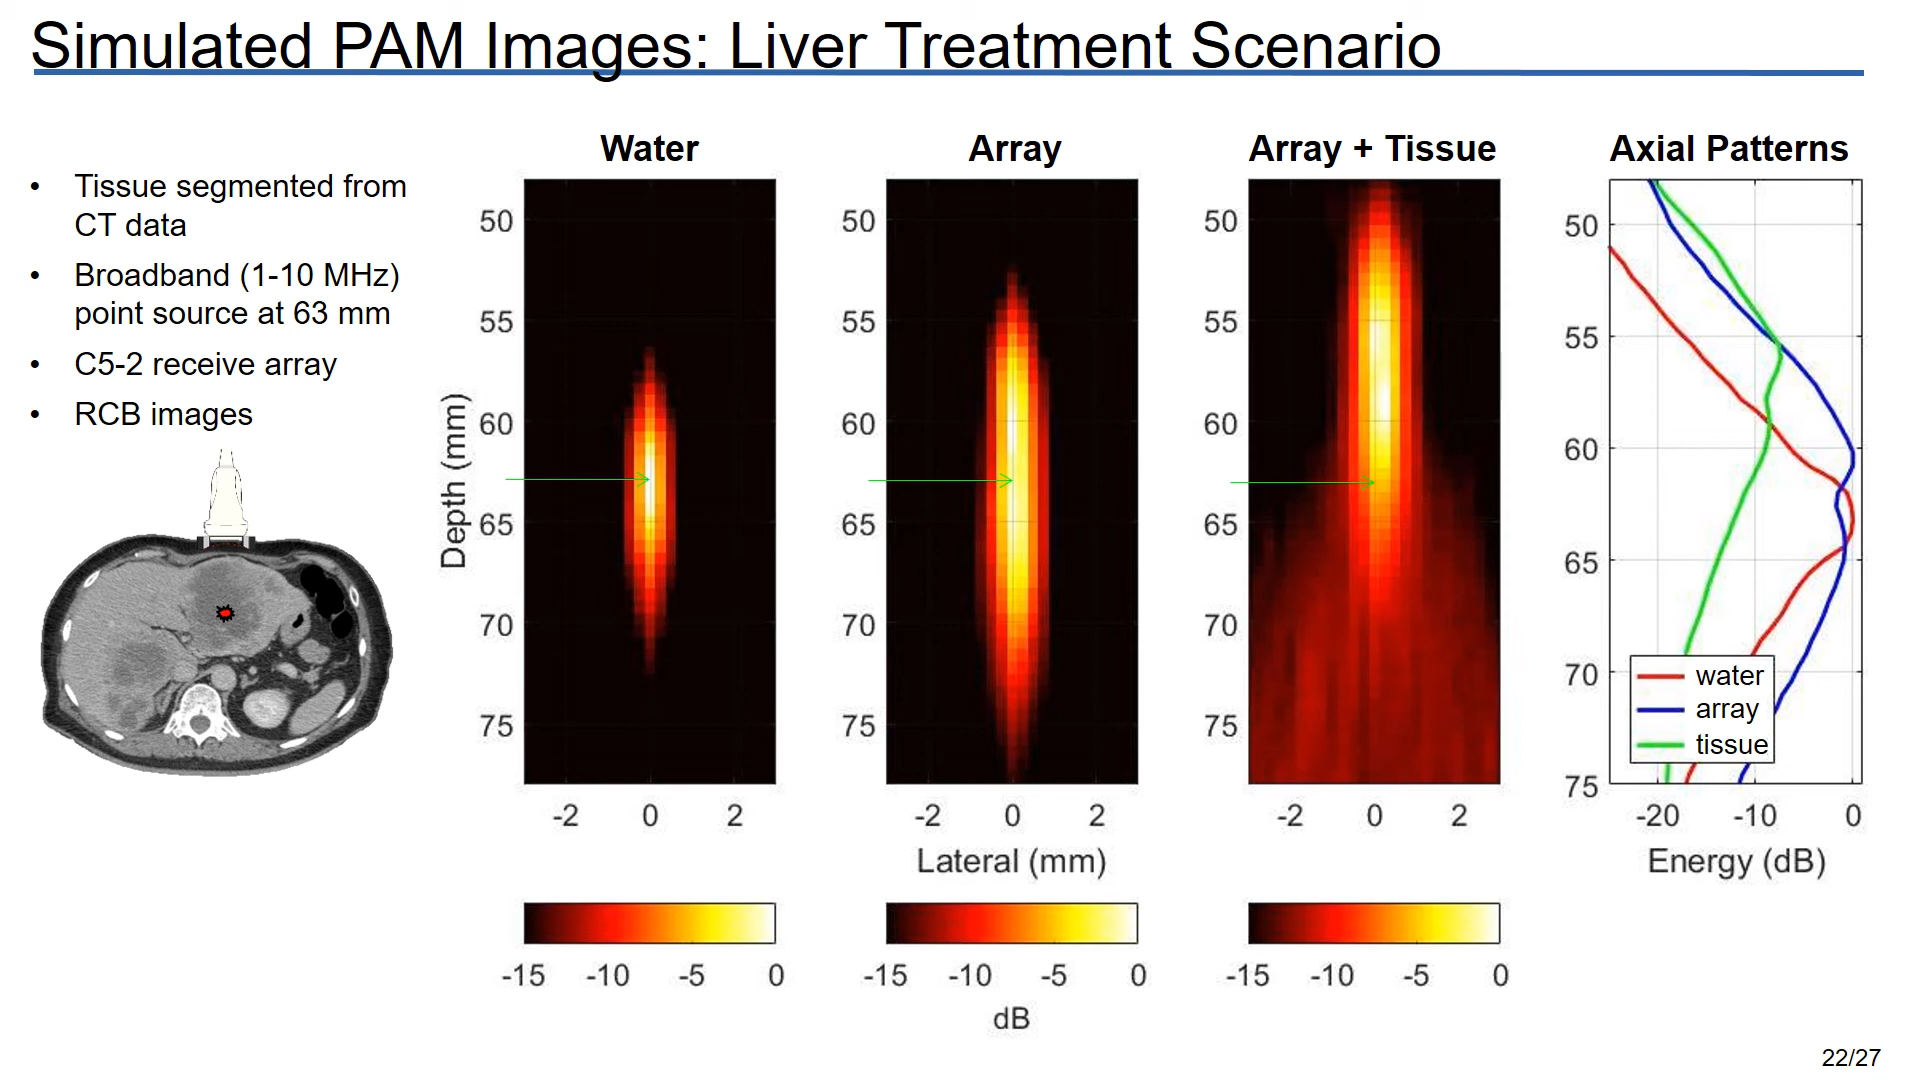 Simulated PAM Images: Liver Treatment Scenario
• Tissue segmented from
CT data
• Broadband (1-10 MHz)
point source at 63 mm
• C5-2 receive array
• RCB images
Water
Array
Array + Tissue
Axial Patterns
Depth (mm)
50
55
60
65
70
75
-2 0 2
50
55
60
65
70
75
-2 0 2
Lateral (mm)
50
55
60
65
70
75
-2 0 2
50
55
60
65
70
75
water
array
tissue
-20 -10 0
Energy (dB)
-15 -10 -5 0
-15 -10 -5 0
dB
-15 -10 -5 0
22/27